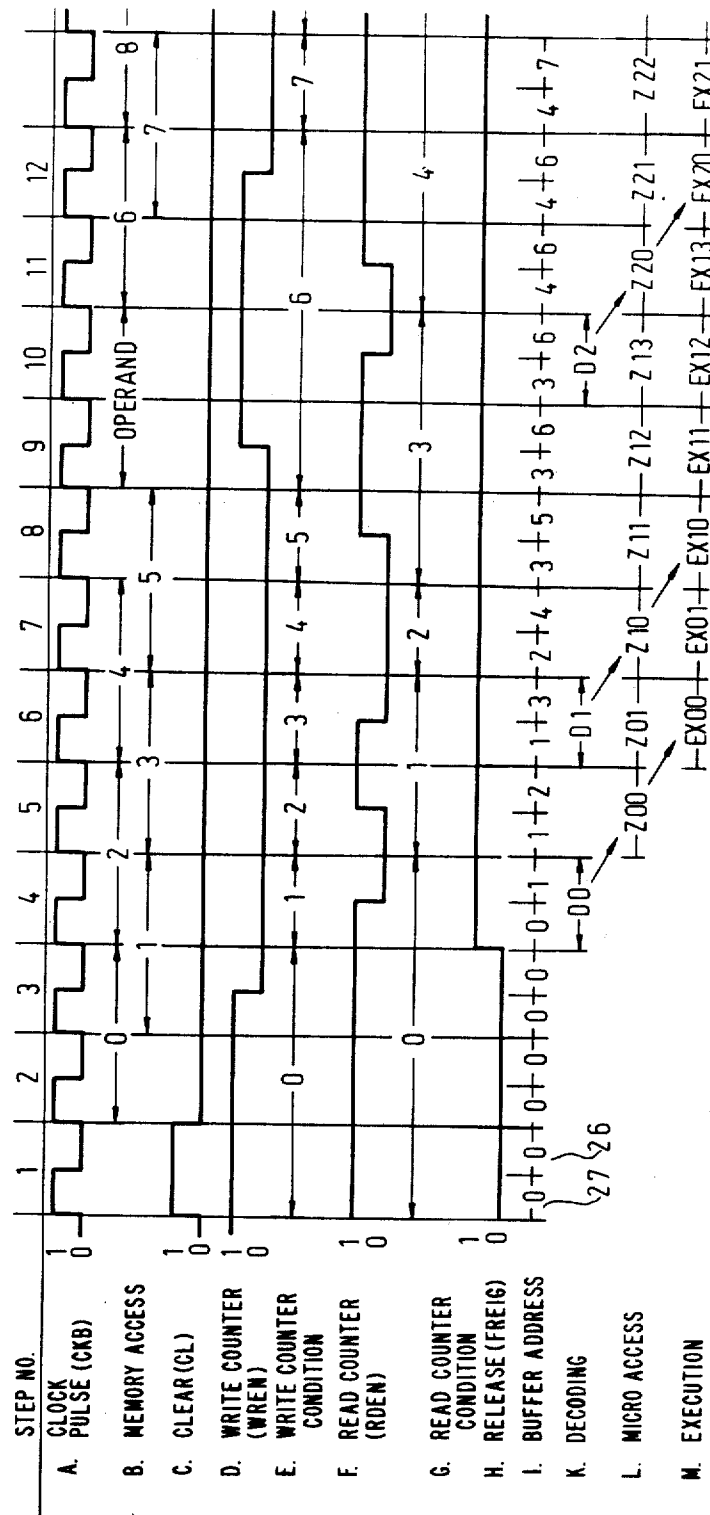 STEP NO. 1 2 3 4 5 6 7 8 9 10 11 12
A. CLOCK PULSE (CKB) 1 0
B. MEMORY ACCESS 0 2 4 OPERAND 6 8
1 3 5 7
C. CLEAR (CL) 1 0
D. WRITE COUNTER (WREN) 1 0
E. WRITE COUNTER CONDITION 0 1 2 3 4 5 6 7
F. READ COUNTER (RDEN) 1 0
G. READ COUNTER CONDITION 0 1 2 3 4
H. RELEASE (FREIG) 1 0
I. BUFFER ADDRESS 0 0 0 0 0 0 0 1 1 2 1 3 2 4 3 5 3 6 3 6 4 6 4 6 4 7
27 26
K. DECODING D0 D1 D2
L. MICRO ACCESS Z00 Z01 Z10 Z11 Z12 Z13 Z20 Z21 Z22
M. EXECUTION EX00 EX01 EX10 EX11 EX12 EX13 EX20 EX21